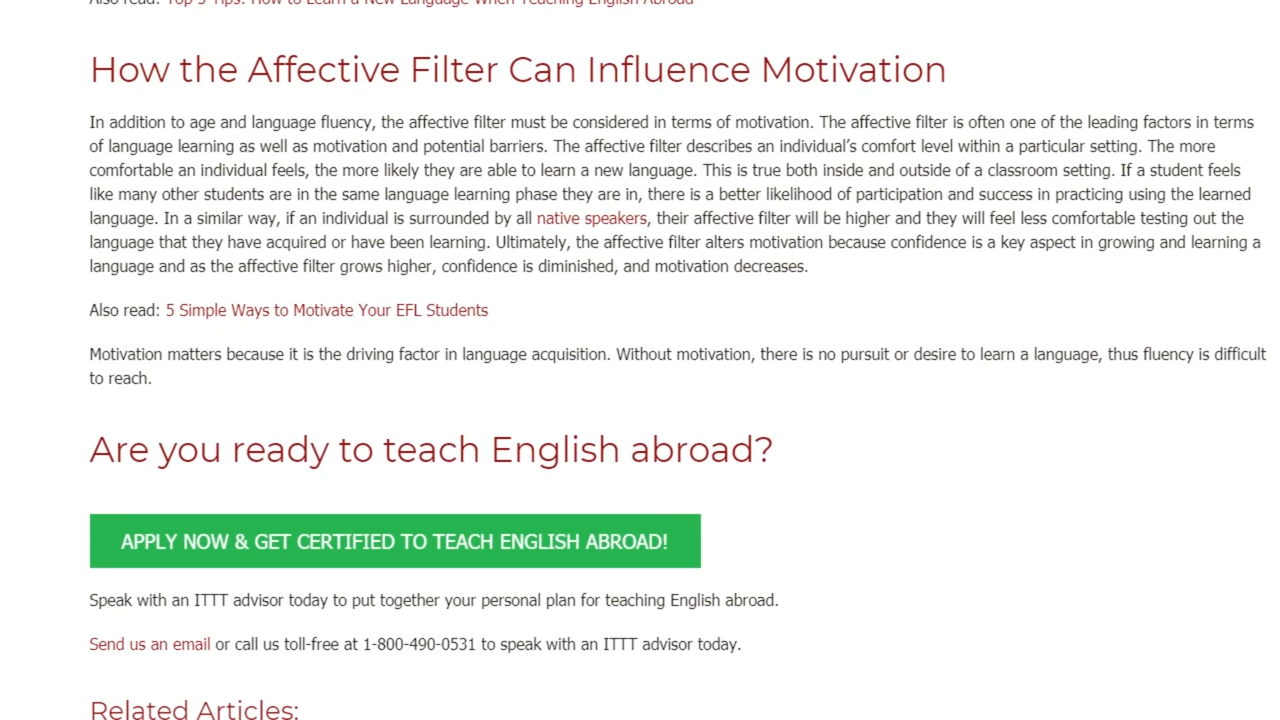 Also read: Top 5 Tips: How to Learn a New Language When Teaching English Abroad
How the Affective Filter Can Influence Motivation
In addition to age and language fluency, the affective filter must be considered in terms of motivation. The affective filter is often one of the leading factors in terms
of language learning as well as motivation and potential barriers. The affective filter describes an individual’s comfort level within a particular setting. The more
comfortable an individual feels, the more likely they are able to learn a new language. This is true both inside and outside of a classroom setting. If a student feels
like many other students are in the same language learning phase they are in, there is a better likelihood of participation and success in practicing using the learned
language. In a similar way, if an individual is surrounded by all native speakers, their affective filter will be higher and they will feel less comfortable testing out the
language that they have acquired or have been learning. Ultimately, the affective filter alters motivation because confidence is a key aspect in growing and learning a
language and as the affective filter grows higher, confidence is diminished, and motivation decreases.
Also read: 5 Simple Ways to Motivate Your EFL Students
Motivation matters because it is the driving factor in language acquisition. Without motivation, there is no pursuit or desire to learn a language, thus fluency is difficult
to reach.
Are you ready to teach English abroad?
APPLY NOW & GET CERTIFIED TO TEACH ENGLISH ABROAD!
Speak with an ITTT advisor today to put together your personal plan for teaching English abroad.
Send us an email or call us toll-free at 1-800-490-0531 to speak with an ITTT advisor today.
Related Articles: